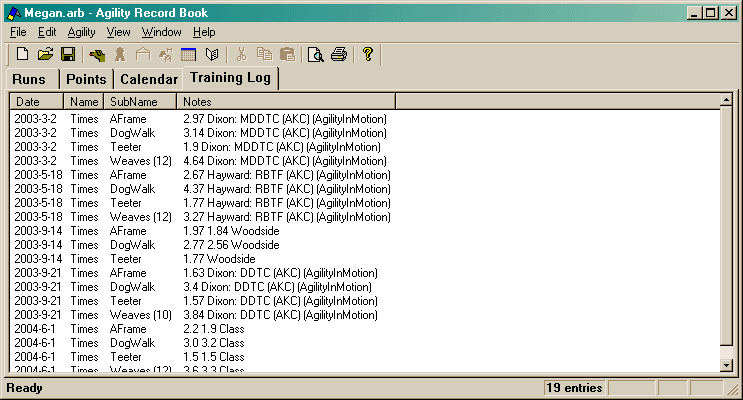 Megan.arb - Agility Record Book
File Edit Agility View Window Help
Runs Points Calendar Training Log
Date Name SubName Notes
2003-3-2 Times AFrame 2.97 Dixon: MDDTC (AKC) (AgilityInMotion)
2003-3-2 Times DogWalk 3.14 Dixon: MDDTC (AKC) (AgilityInMotion)
2003-3-2 Times Teeter 1.9 Dixon: MDDTC (AKC) (AgilityInMotion)
2003-3-2 Times Weaves (12) 4.64 Dixon: MDDTC (AKC) (AgilityInMotion)
2003-5-18 Times AFrame 2.67 Hayward: RBTF (AKC) (AgilityInMotion)
2003-5-18 Times DogWalk 4.37 Hayward: RBTF (AKC) (AgilityInMotion)
2003-5-18 Times Teeter 1.77 Hayward: RBTF (AKC) (AgilityInMotion)
2003-5-18 Times Weaves (12) 3.27 Hayward: RBTF (AKC) (AgilityInMotion)
2003-9-14 Times AFrame 1.97 1.84 Woodside
2003-9-14 Times DogWalk 2.77 2.56 Woodside
2003-9-14 Times Teeter 1.77 Woodside
2003-9-21 Times AFrame 1.63 Dixon: DDTC (AKC) (AgilityInMotion)
2003-9-21 Times DogWalk 3.4 Dixon: DDTC (AKC) (AgilityInMotion)
2003-9-21 Times Teeter 1.57 Dixon: DDTC (AKC) (AgilityInMotion)
2003-9-21 Times Weaves (10) 3.84 Dixon: DDTC (AKC) (AgilityInMotion)
2004-6-1 Times AFrame 2.2 1.9 Class
2004-6-1 Times DogWalk 3.0 3.2 Class
2004-6-1 Times Teeter 1.5 1.5 Class
2004-6-1 Times Weaves (12) 3.6 3.3 Class
Ready 19 entries